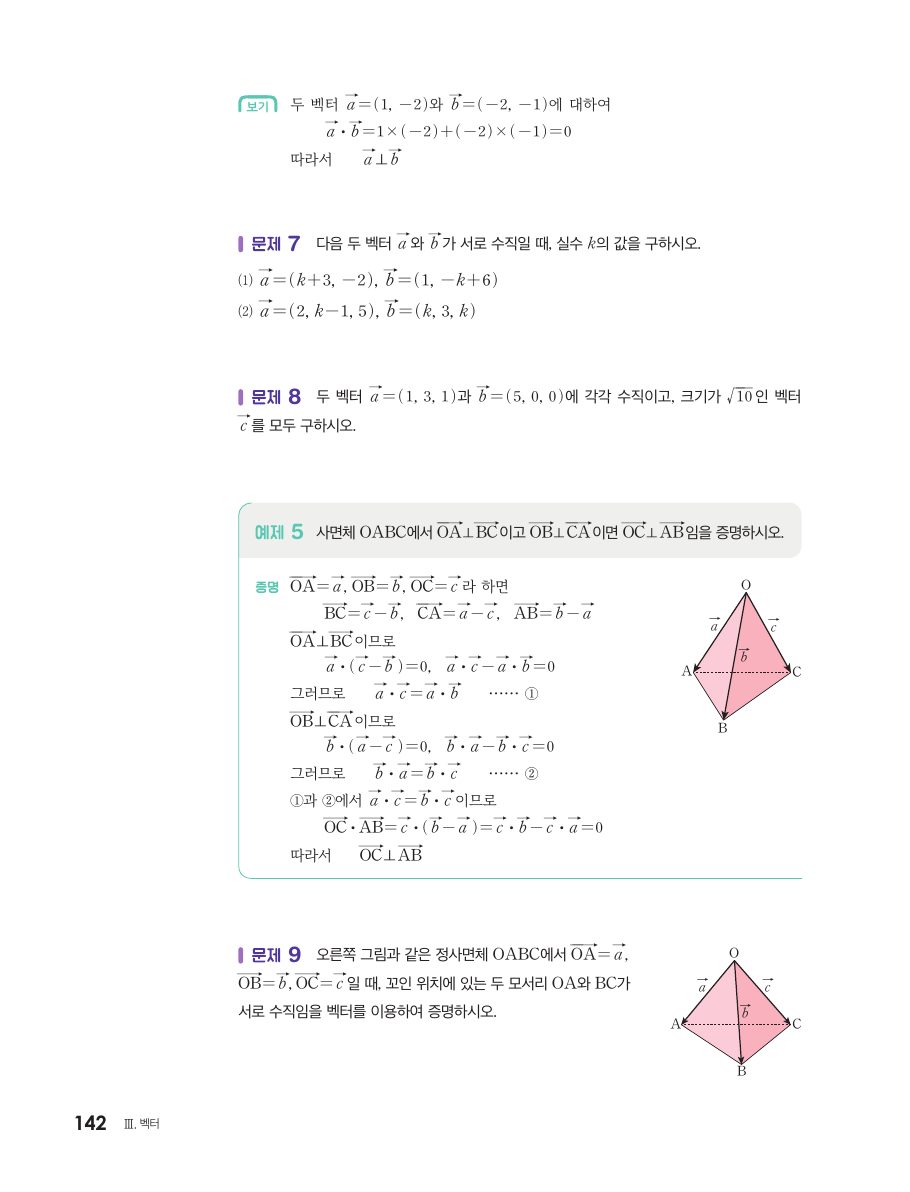 보기 두 벡터 a⃗=(1, −2)와 b⃗=(−2, −1)에 대하여
a⃗•b⃗=1×(−2)+(−2)×(−1)=0
따라서 a⃗⊥b⃗
문제 7 다음 두 벡터 a⃗와 b⃗가 서로 수직일 때, 실수 k의 값을 구하시오.
⑴ a⃗=(k+3, −2), b⃗=(1, −k+6)
⑵ a⃗=(2, k−1, 5), b⃗=(k, 3, k)
문제 8 두 벡터 a⃗=(1, 3, 1)과 b⃗=(5, 0, 0)에 각각 수직이고, 크기가 √10인 벡터
c⃗를 모두 구하시오.
예제 5 사면체 OABC에서 OA→⊥BC→이고 OB→⊥CA→이면 OC→⊥AB→임을 증명하시오.
증명 OA→=a⃗, OB→=b⃗, OC→=c⃗라 하면
BC→=c⃗−b⃗, CA→=a⃗−c⃗, AB→=b⃗−a⃗
OA→⊥BC→이므로
a⃗•(c⃗−b⃗)=0, a⃗•c⃗−a⃗•b⃗=0
그러므로 a⃗•c⃗=a⃗•b⃗ …… ①
OB→⊥CA→이므로
b⃗•(a⃗−c⃗)=0, b⃗•a⃗−b⃗•c⃗=0
그러므로 b⃗•a⃗=b⃗•c⃗ …… ②
①과 ②에서 a⃗•c⃗=b⃗•c⃗이므로
OC→•AB→=c⃗•(b⃗−a⃗)=c⃗•b⃗−c⃗•a⃗=0
따라서 OC→⊥AB→
O
a⃗ c⃗
b⃗
A C
B
문제 9 오른쪽 그림과 같은 정사면체 OABC에서 OA→=a⃗,
OB→=b⃗, OC→=c⃗일 때, 꼬인 위치에 있는 두 모서리 OA와 BC가
서로 수직임을 벡터를 이용하여 증명하시오.
O
a⃗ c⃗
b⃗
A C
B
142 Ⅲ. 벡터